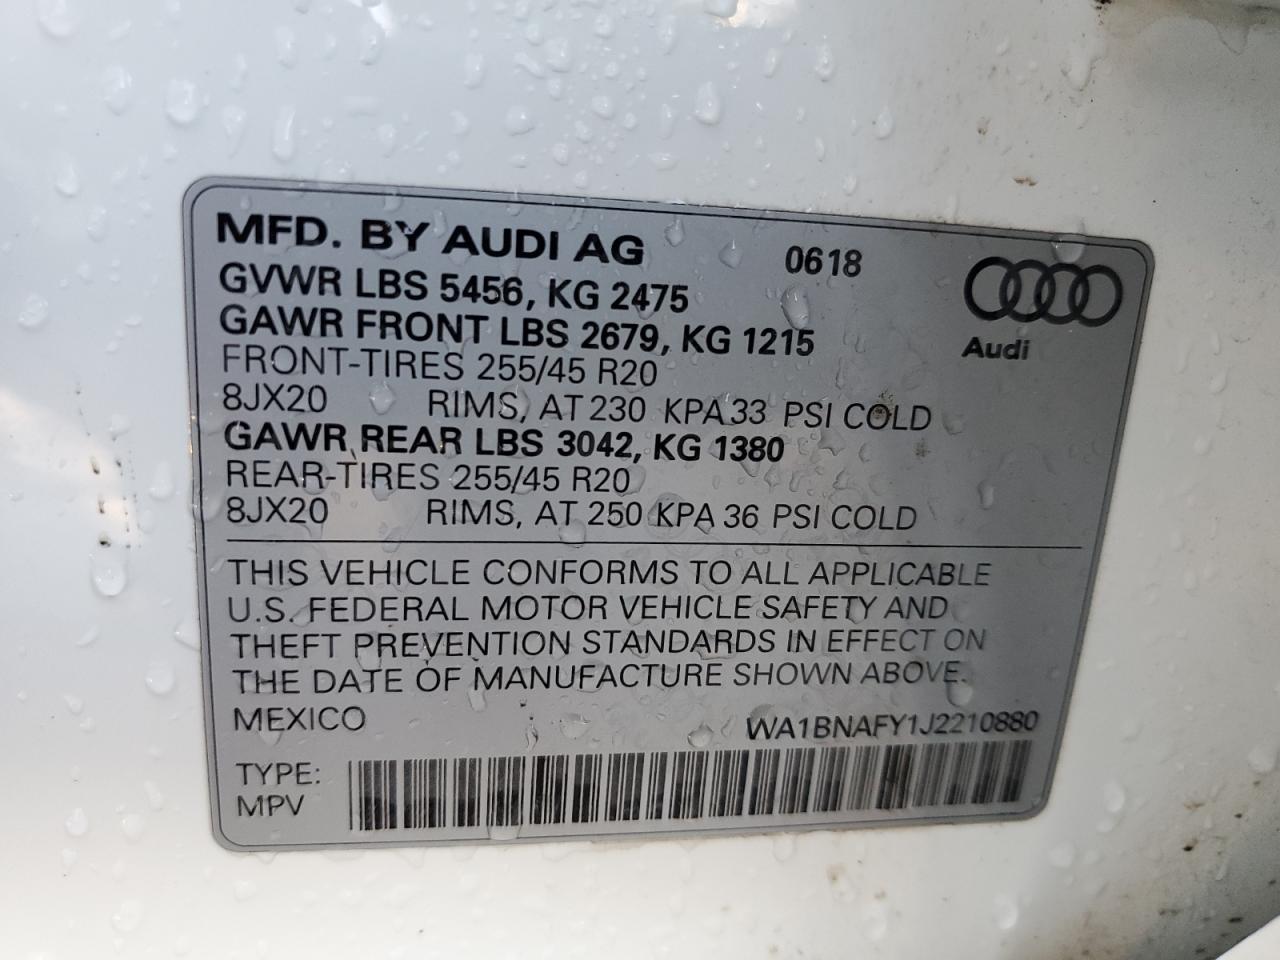 MFD. BY AUDI AG 0618
GVWR LBS 5456, KG 2475
GAWR FRONT LBS 2679, KG 1215
Audi
FRONT-TIRES 255/45 R20
8JX20 RIMS, AT 230 KPA 33 PSI COLD
GAWR REAR LBS 3042, KG 1380
REAR-TIRES 255/45 R20
8JX20 RIMS, AT 250 KPA 36 PSI COLD
THIS VEHICLE CONFORMS TO ALL APPLICABLE
U.S. FEDERAL MOTOR VEHICLE SAFETY AND
THEFT PREVENTION STANDARDS IN EFFECT ON
THE DATE OF MANUFACTURE SHOWN ABOVE.
MEXICO WA1BNAFY1J2210880
TYPE:
MPV